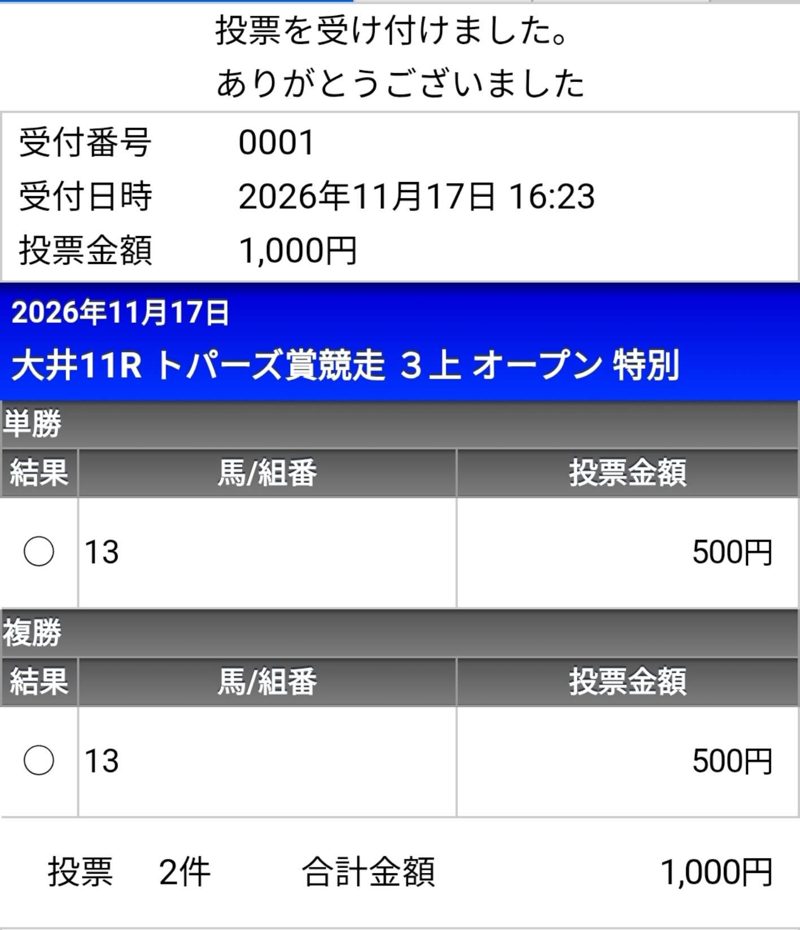 投票を受け付けました。
ありがとうございました
受付番号 0001
受付日時 2026年11月17日 16:23
投票金額 1,000円
2026年11月17日
大井11R トパーズ賞競走 3上 オープン 特別
単勝
結果 馬/組番 投票金額
○ 13 500円
複勝
結果 馬/組番 投票金額
○ 13 500円
投票 2件 合計金額 1,000円